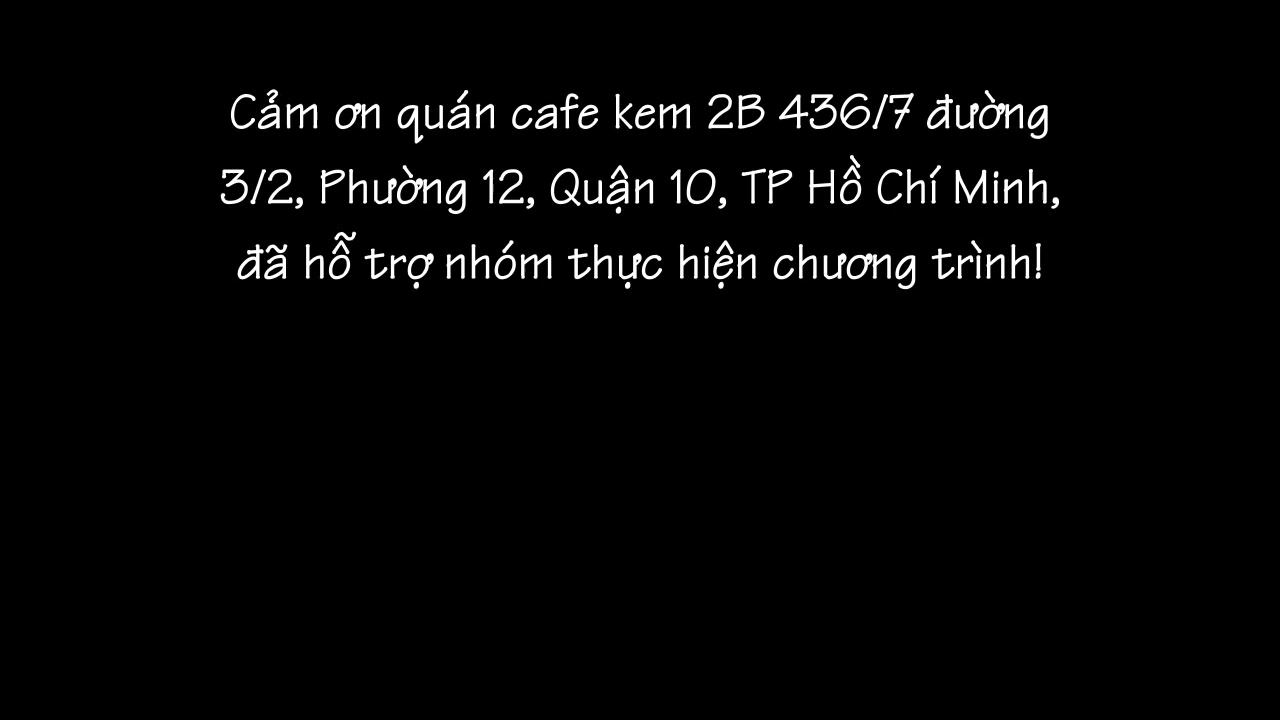 Cảm ơn quán cafe kem 2B 436/7 đường
3/2, Phường 12, Quận 10, TP Hồ Chí Minh,
đã hỗ trợ nhóm thực hiện chương trình!